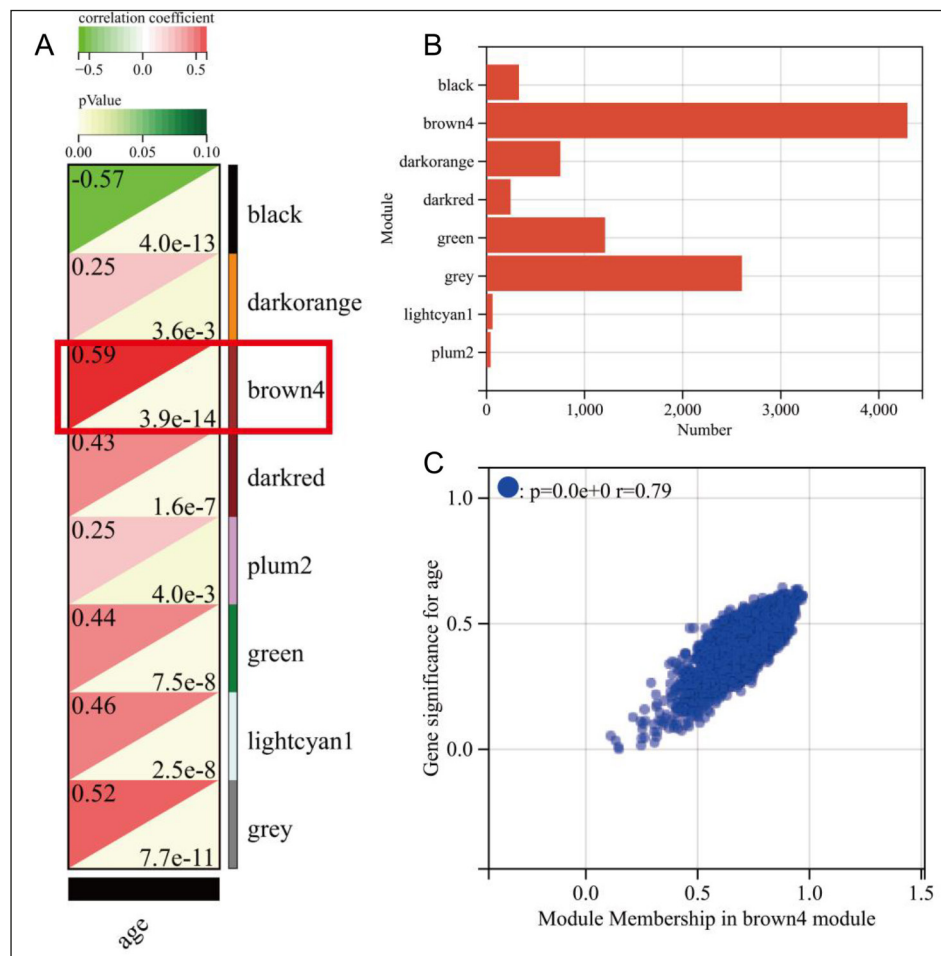 A
correlation coefficient
−0.5 0.0 0.5
pValue
0.00 0.05 0.10
-0.57
4.0e-13
black
0.25
3.6e-3
darkorange
0.59
3.9e-14
brown4
0.43
1.6e-7
darkred
0.25
4.0e-3
plum2
0.44
7.5e-8
green
0.46
2.5e-8
lightcyan1
0.52
7.7e-11
grey
age
B
Module
black
brown4
darkorange
darkred
green
grey
lightcyan1
plum2
0 1,000 2,000 3,000 4,000
Number
C
: p=0.0e+0 r=0.79
Gene significance for age
1.0
0.5
0.0
0.0 0.5 1.0 1.5
Module Membership in brown4 module